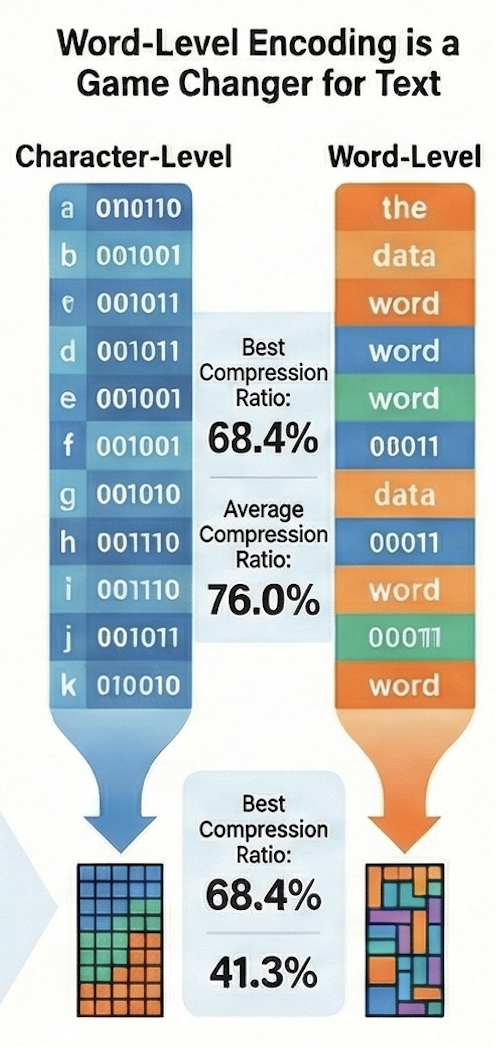 Word-Level Encoding is a
Game Changer for Text
Character-Level
Word-Level
a 0n0110
b 001001
001011
d 001011
e 001001
f 001001
g 001010
h 001110
i 001110
j 001011
k 010010
Best
Compression
Ratio:
68.4%
Average
Compression
Ratio:
76.0%
the
data
word
word
word
00011
data
00011
word
word
Best
Compression
Ratio:
68.4%
41.3%